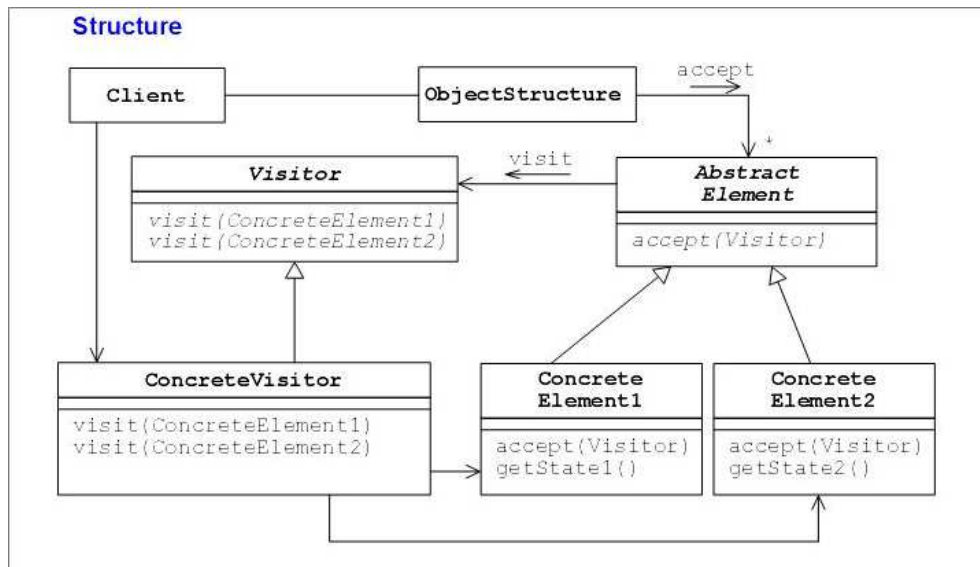 Structure
Client
ObjectStructure
accept
*
Visitor
visit(ConcreteElement1)
visit(ConcreteElement2)
visit
Abstract
Element
accept(Visitor)
ConcreteVisitor
visit(ConcreteElement1)
visit(ConcreteElement2)
Concrete
Element1
accept(Visitor)
getState1()
Concrete
Element2
accept(Visitor)
getState2()